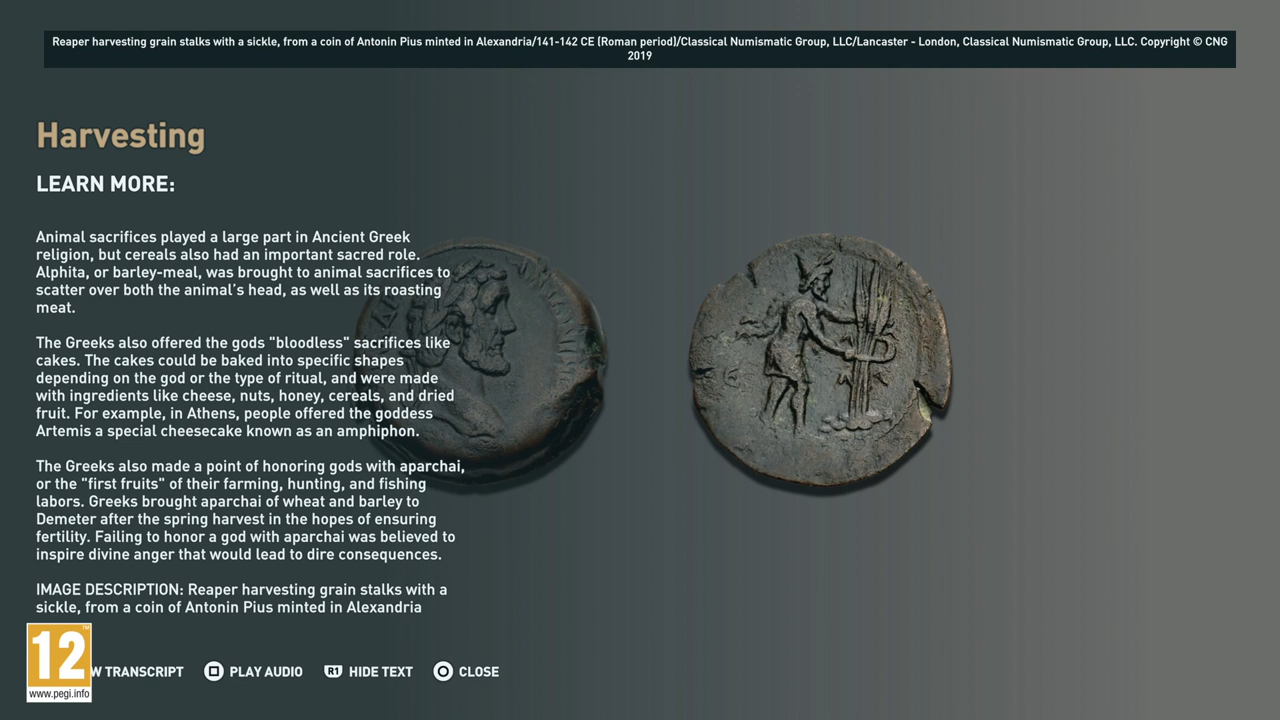 Reaper harvesting grain stalks with a sickle, from a coin of Antonin Pius minted in Alexandria/141-142 CE (Roman period)/Classical Numismatic Group, LLC/Lancaster - London, Classical Numismatic Group, LLC. Copyright © CNG
2019
Harvesting
LEARN MORE:
Animal sacrifices played a large part in Ancient Greek
religion, but cereals also had an important sacred role.
Alphita, or barley-meal, was brought to animal sacrifices to
scatter over both the animal's head, as well as its roasting
meat.
The Greeks also offered the gods "bloodless" sacrifices like
cakes. The cakes could be baked into specific shapes
depending on the god or the type of ritual, and were made
with ingredients like cheese, nuts, honey, cereals, and dried
fruit. For example, in Athens, people offered the goddess
Artemis a special cheesecake known as an amphiphon.
The Greeks also made a point of honoring gods with aparchai,
or the "first fruits" of their farming, hunting, and fishing
labors. Greeks brought aparchai of wheat and barley to
Demeter after the spring harvest in the hopes of ensuring
fertility. Failing to honor a god with aparchai was believed to
inspire divine anger that would lead to dire consequences.
IMAGE DESCRIPTION: Reaper harvesting grain stalks with a
sickle, from a coin of Antonin Pius minted in Alexandria
12 ™
www.pegi.info
W TRANSCRIPT PLAY AUDIO R1 HIDE TEXT CLOSE